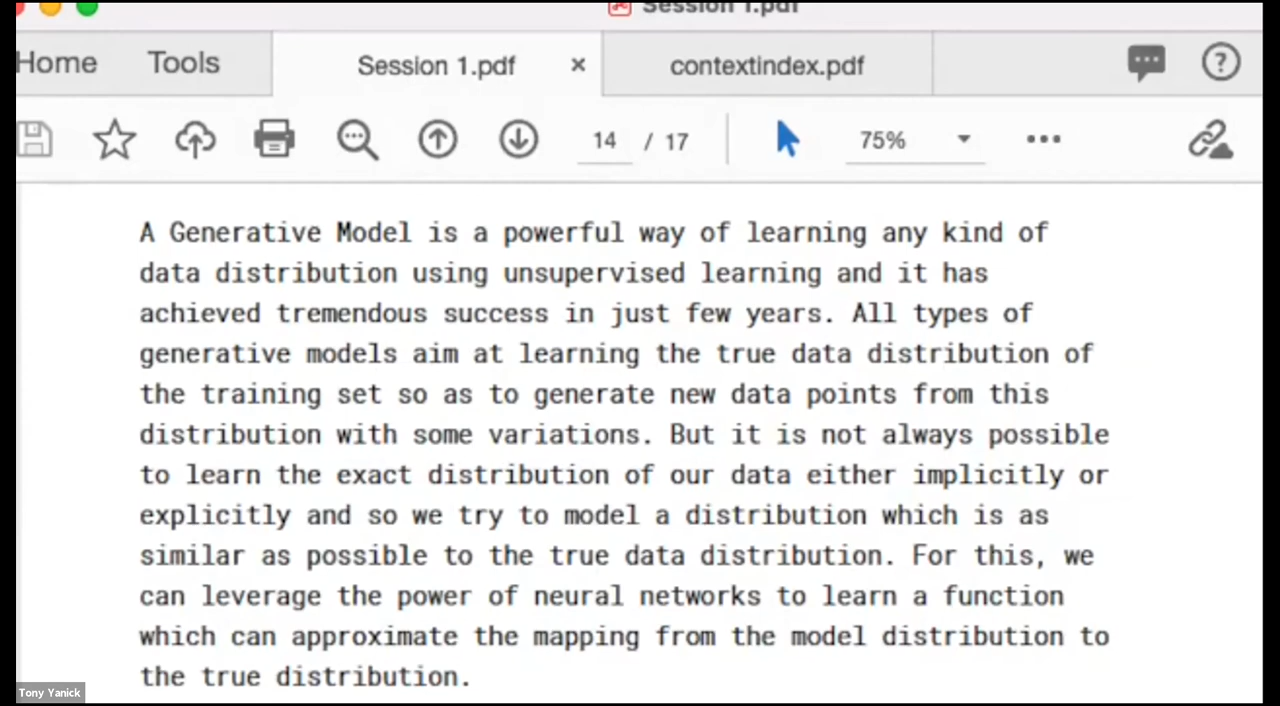 Session 1.pdf
Home Tools Session 1.pdf × contextindex.pdf
14 / 17 75%
A Generative Model is a powerful way of learning any kind of
data distribution using unsupervised learning and it has
achieved tremendous success in just few years. All types of
generative models aim at learning the true data distribution of
the training set so as to generate new data points from this
distribution with some variations. But it is not always possible
to learn the exact distribution of our data either implicitly or
explicitly and so we try to model a distribution which is as
similar as possible to the true data distribution. For this, we
can leverage the power of neural networks to learn a function
which can approximate the mapping from the model distribution to
the true distribution.
Tony Yanick